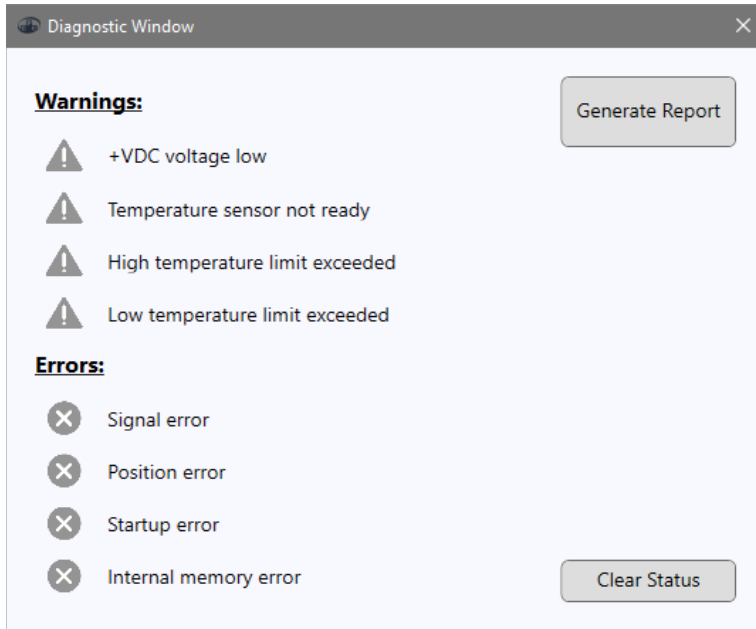 Diagnostic Window
Warnings:
Generate Report
+VDC voltage low
Temperature sensor not ready
High temperature limit exceeded
Low temperature limit exceeded
Errors:
Signal error
Position error
Startup error
Internal memory error
Clear Status